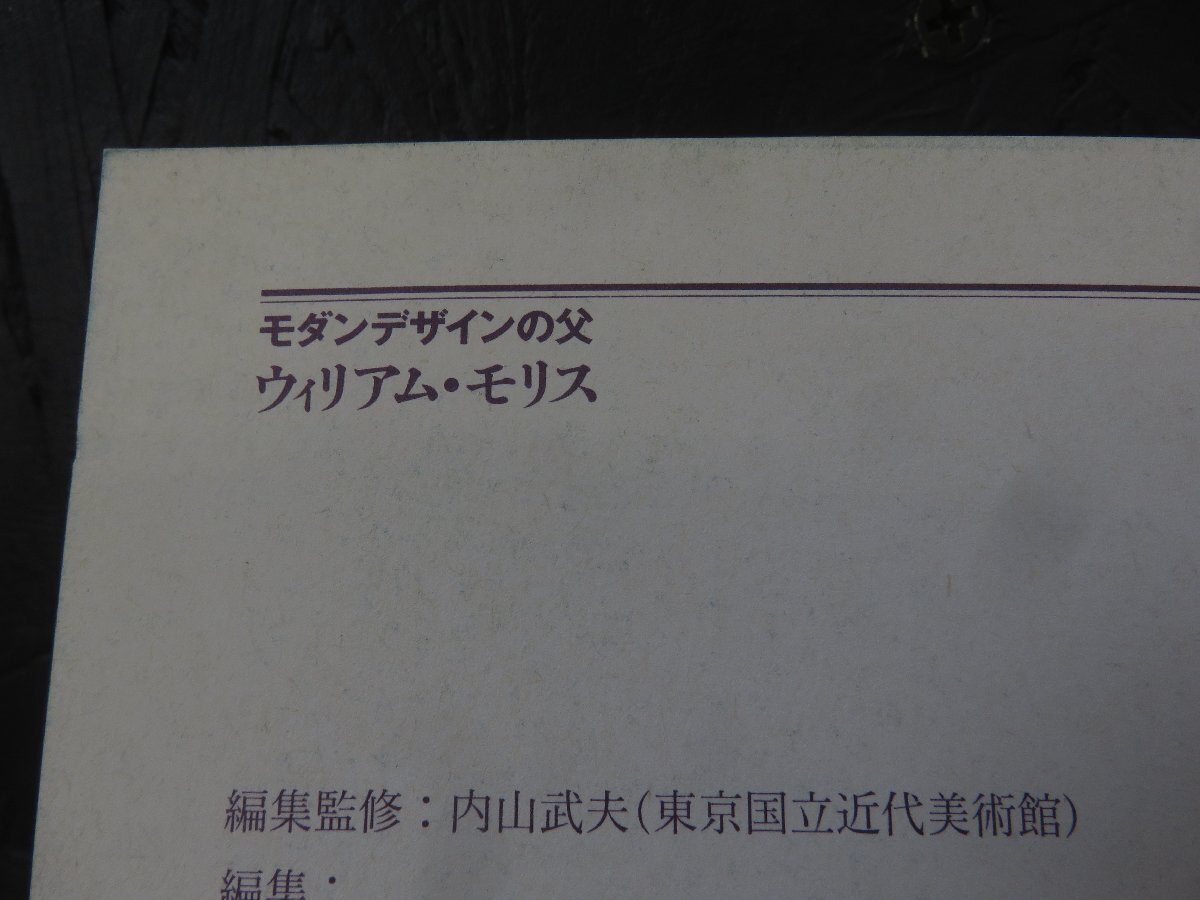 モダンデザインの父
ウィリアム・モリス
編集監修：内山武夫(東京国立近代美術館)
編集：